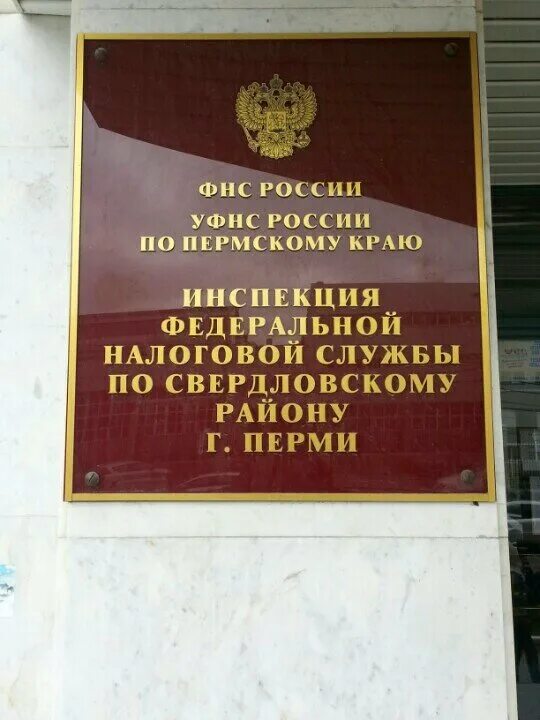 ФНС РОССИИ
УФНС РОССИИ
ПО ПЕРМСКОМУ КРАЮ
ИНСПЕКЦИЯ
ФЕДЕРАЛЬНОЙ
НАЛОГОВОЙ СЛУЖБЫ
ПО СВЕРДЛОВСКОМУ
РАЙОНУ
Г. ПЕРМИ